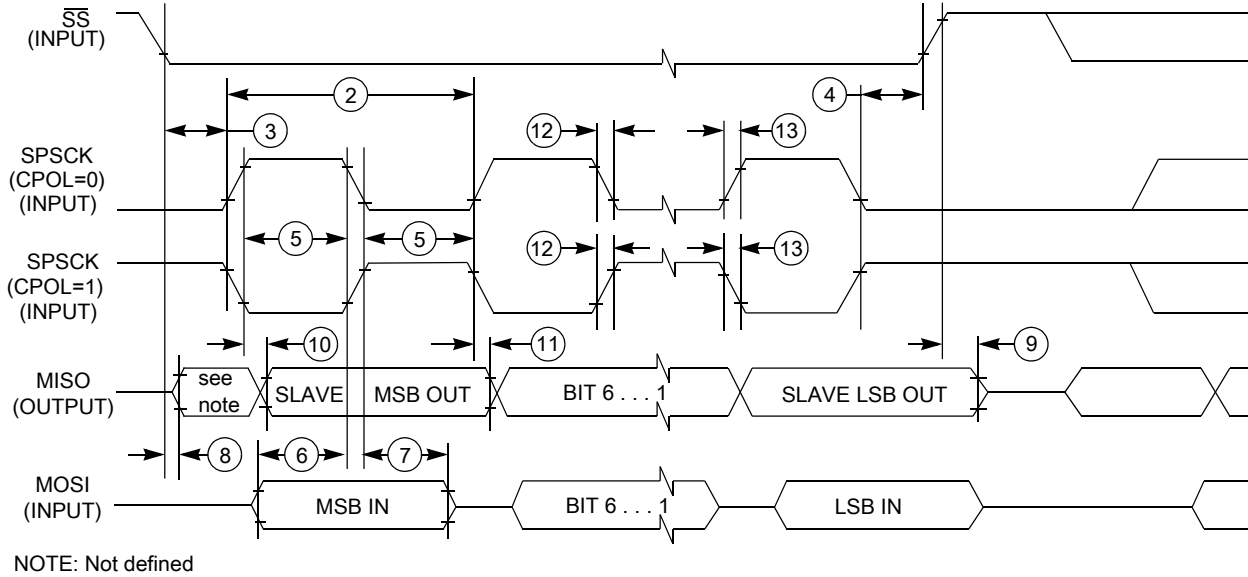 SS
(INPUT)
2
4
3
12
13
SPSCK
(CPOL=0)
(INPUT)
5
5
12
13
SPSCK
(CPOL=1)
(INPUT)
10
11
9
MISO
(OUTPUT)
see
note
SLAVE
MSB OUT
BIT 6 . . . 1
SLAVE LSB OUT
8
6
7
MOSI
(INPUT)
MSB IN
BIT 6 . . . 1
LSB IN
NOTE: Not defined